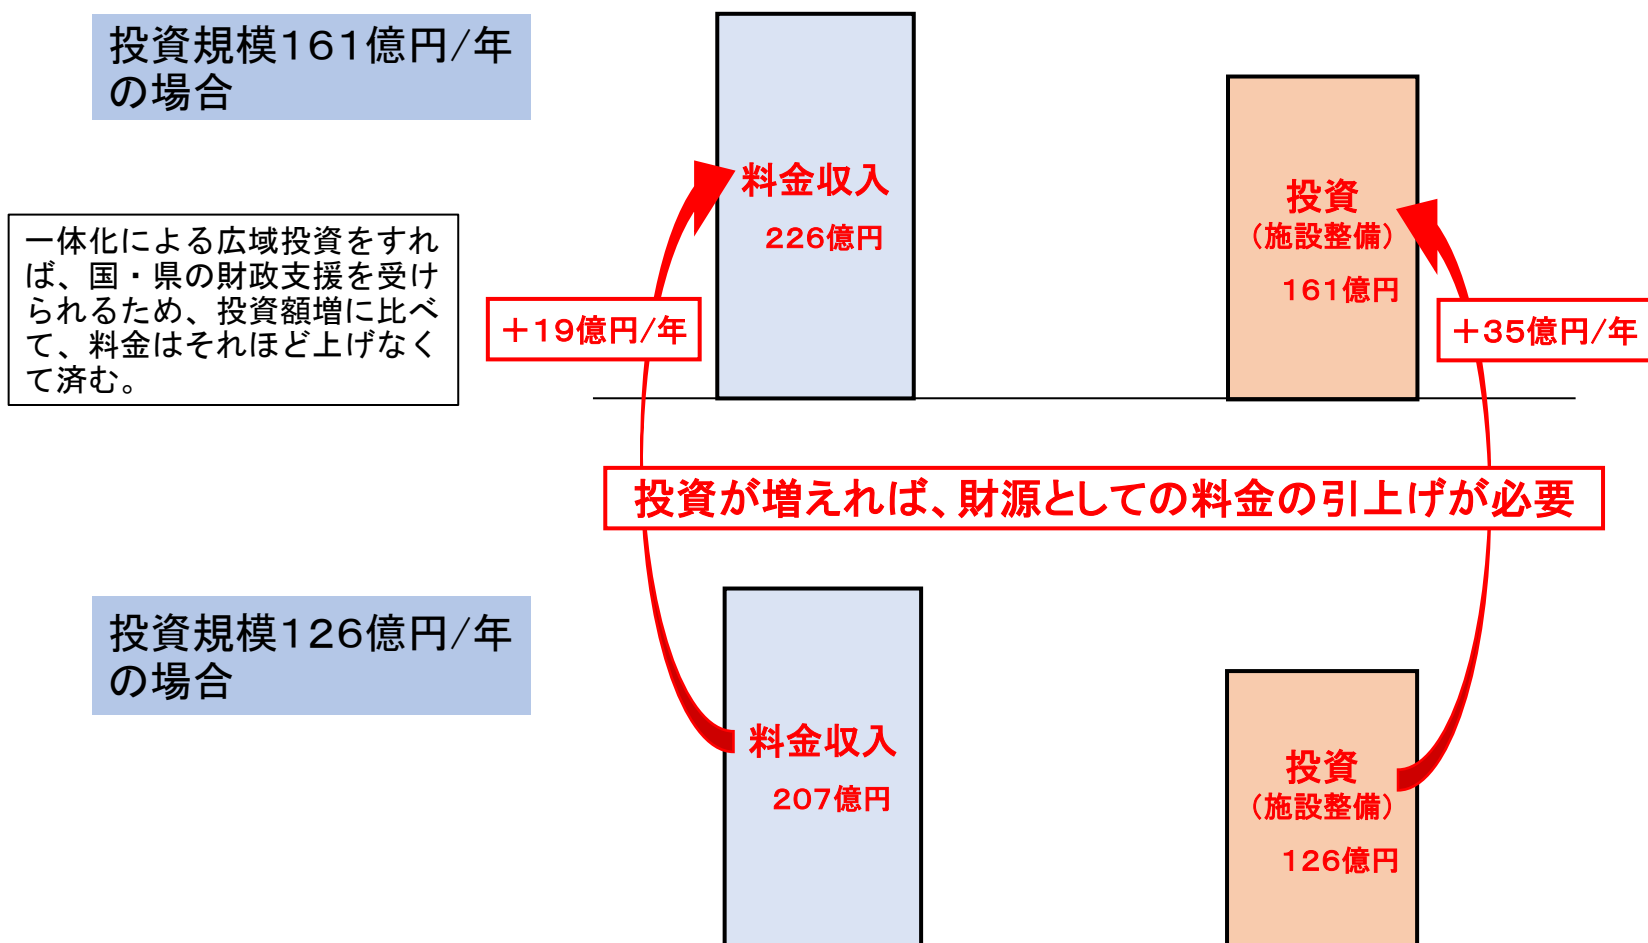 投資規模161億円/年
の場合
料金収入
226億円
投資
（施設整備）
161億円
一体化による広域投資をすれ
ば、国・県の財政支援を受け
られるため、投資額増に比べ
て、料金はそれほど上げなく
て済む。
＋19億円/年
＋35億円/年
投資が増えれば、財源としての料金の引上げが必要
投資規模126億円/年
の場合
料金収入
207億円
投資
（施設整備）
126億円